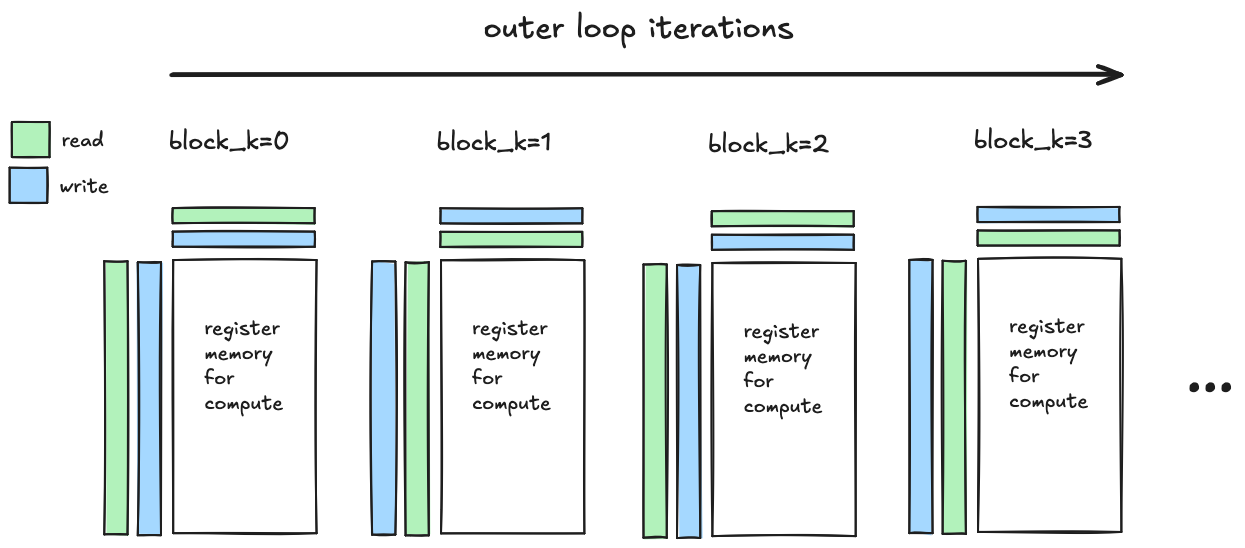 outer loop iterations
read
write
block_k=0
block_k=1
block_k=2
block_k=3
register
memory
for
compute
register
memory
for
compute
register
memory
for
compute
register
memory
for
compute
...